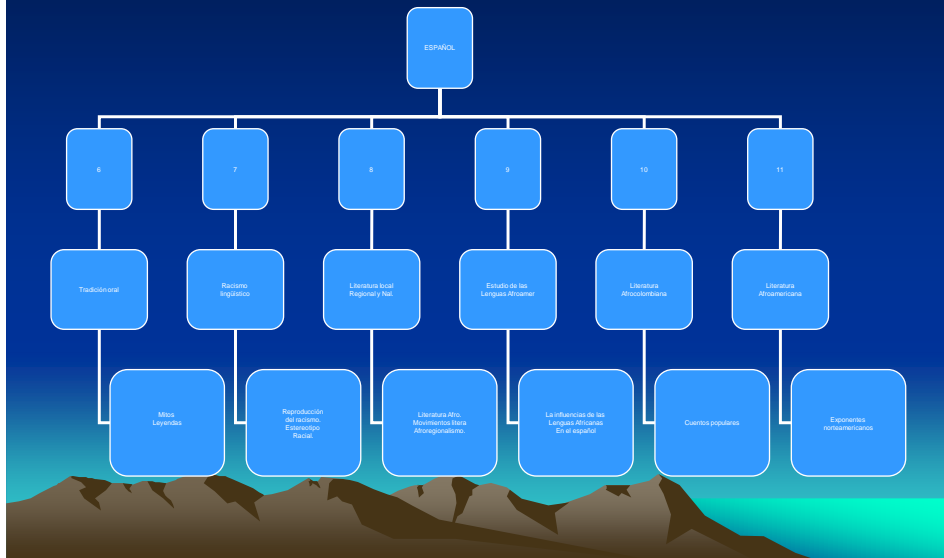 ESPAÑOL
6
7
8
9
10
11
Tradición oral
Racismo
lingüístico
Literatura local
Regional y Nal.
Estudio de las
Lenguas Afroamer
Literatura
Afrocolombiana
Literatura
Afroamericana
Mitos
Leyendas
Reproducción
del racismo.
Estereotipo
Racial.
Literatura Afro.
Movimientos litera
Afroregionalismo.
La influencias de las
Lenguas Africanas
En el español
Cuentos populares
Exponentes
norteamericanos